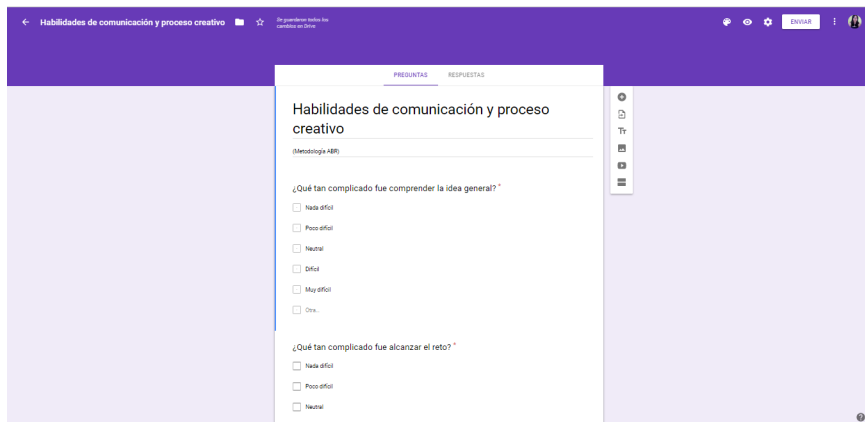 Habilidades de comunicación y proceso creativo
Se guardaron todos los
cambios en Drive
ENVIAR
PREGUNTAS RESPUESTAS
Habilidades de comunicación y proceso
creativo
(Metodología ABR)
¿Qué tan complicado fue comprender la idea general? *
Nada difícil
Poco difícil
Neutral
Difícil
Muy difícil
Otra...
¿Qué tan complicado fue alcanzar el reto? *
Nada difícil
Poco difícil
Neutral